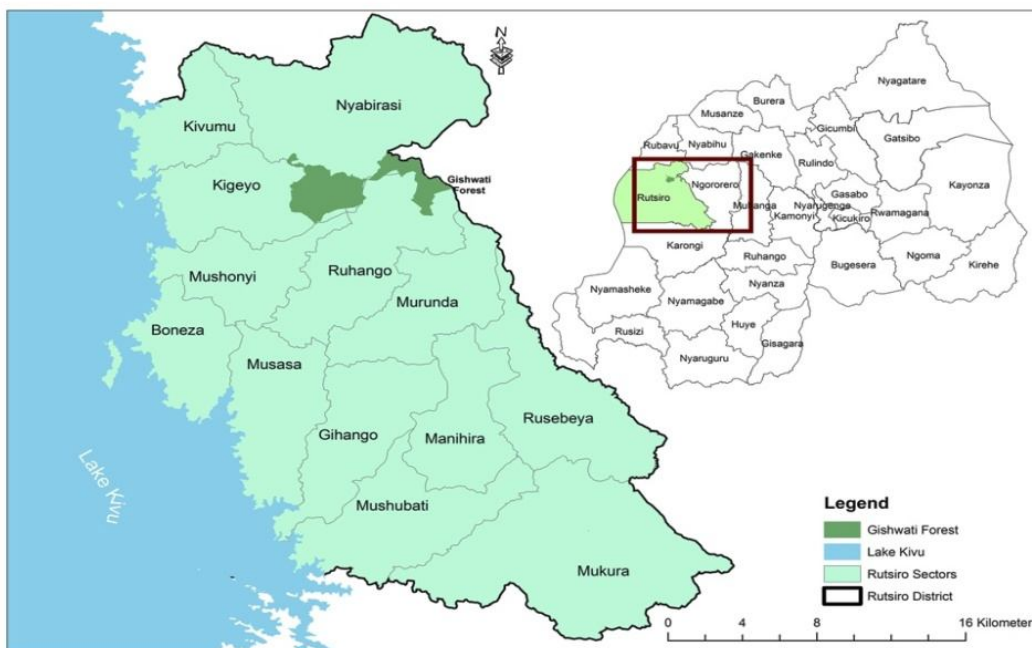 N
Nyabirasi
Kivumu
Kigeyo
Gishwati
Forest
Mushonyi
Ruhango
Murunda
Boneza
Musasa
Rusebeya
Gihango
Manihira
Mushubati
Mukura
Lake Kivu
Nyagatare
Burera
Musanze
Gicumbi
Gatsibo
Rubavu
Nyabihu
Gakenke
Rulindo
Kayonza
Rutsiro
Ngororero
Gasabo
Muhanga
Nyarugenge
Kamonyi
Kicukiro
Rwamagana
Karongi
Ruhango
Bugesera
Ngoma
Kirehe
Nyamasheke
Nyamagabe
Nyanza
Rusizi
Huye
Gisagara
Nyaruguru
Legend
Gishwati Forest
Lake Kivu
Rutsiro Sectors
Rutsiro District
0 4 8 12 16 Kilometer